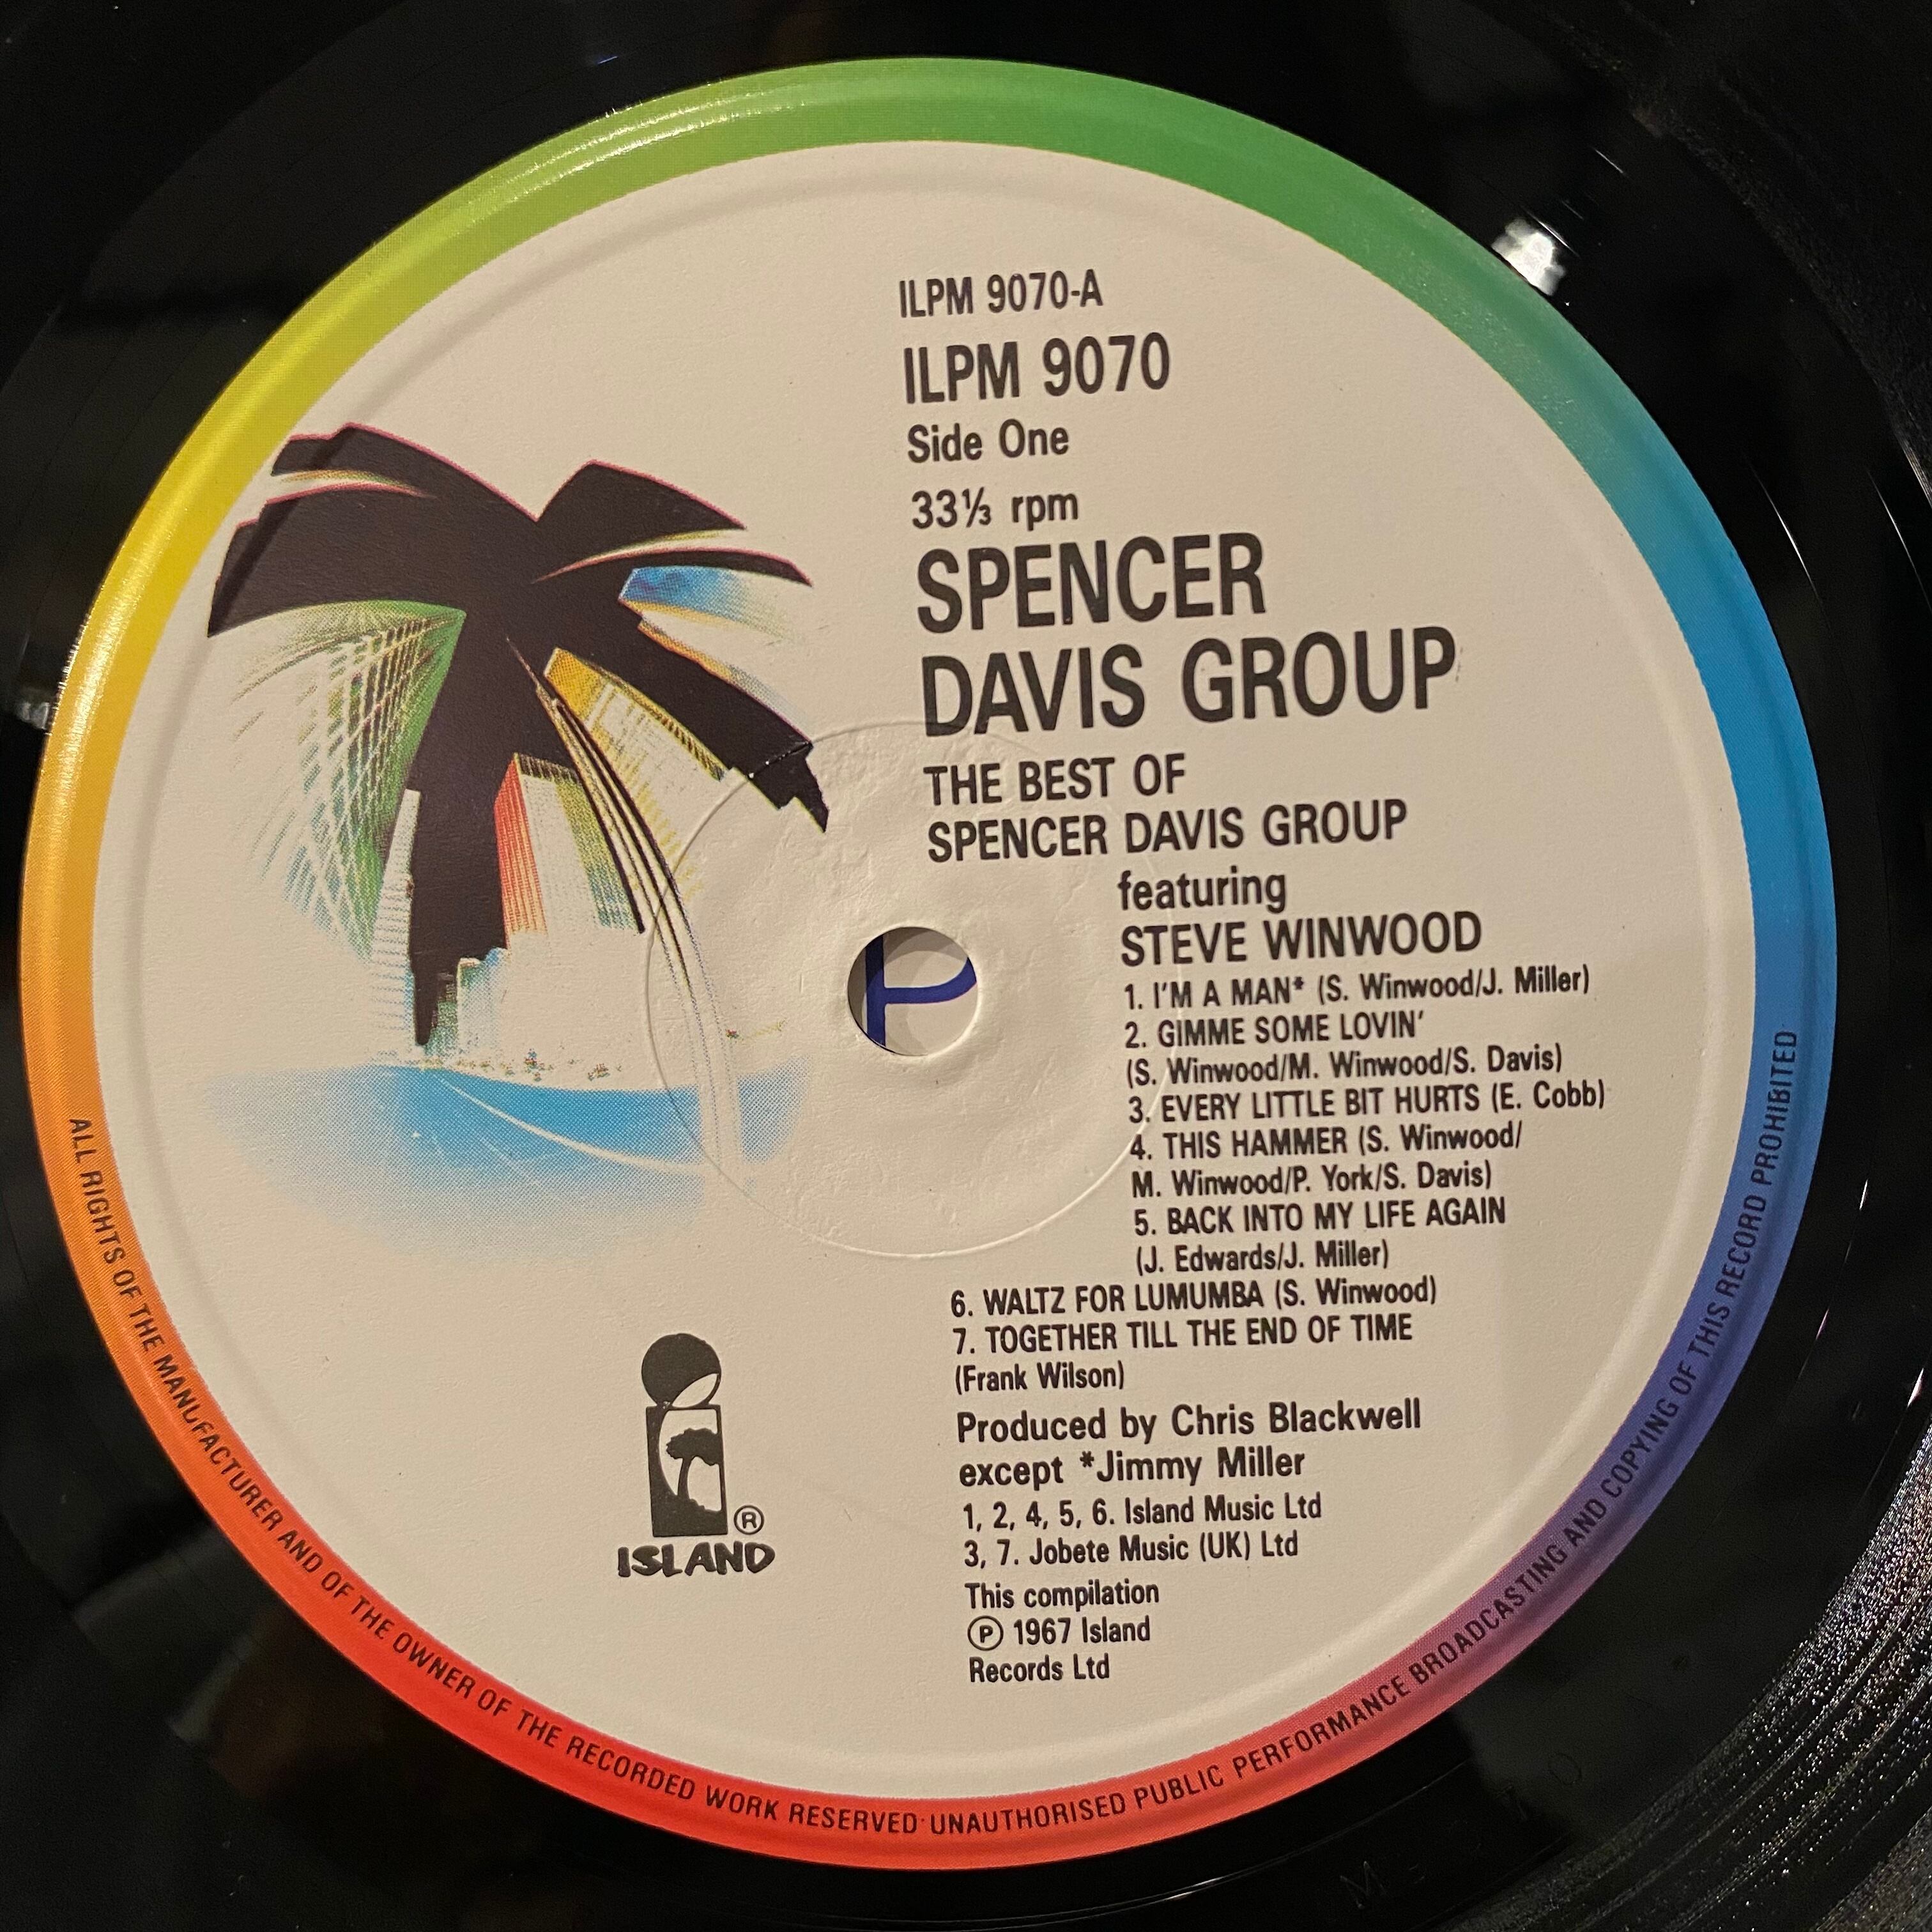 ILPM 9070-A
ILPM 9070
Side One
33⅓ rpm
SPENCER
DAVIS GROUP
THE BEST OF
SPENCER DAVIS GROUP
featuring
STEVE WINWOOD
1. I'M A MAN* (S. Winwood/J. Miller)
2. GIMME SOME LOVIN'
(S. Winwood/M. Winwood/S. Davis)
3. EVERY LITTLE BIT HURTS (E. Cobb)
4. THIS HAMMER (S. Winwood/
M. Winwood/P. York/S. Davis)
5. BACK INTO MY LIFE AGAIN
(J. Edwards/J. Miller)
6. WALTZ FOR LUMUMBA (S. Winwood)
7. TOGETHER TILL THE END OF TIME
(Frank Wilson)
Produced by Chris Blackwell
except *Jimmy Miller
1, 2, 4, 5, 6. Island Music Ltd
3, 7. Jobete Music (UK) Ltd
This compilation
Ⓟ 1967 Island
Records Ltd
®
ISLAND
ALL RIGHTS OF THE MANUFACTURER AND OF THE OWNER OF THE RECORDED WORK RESERVED·UNAUTHORISED PUBLIC PERFORMANCE BROADCASTING AND COPYING OF THIS RECORD PROHIBITED